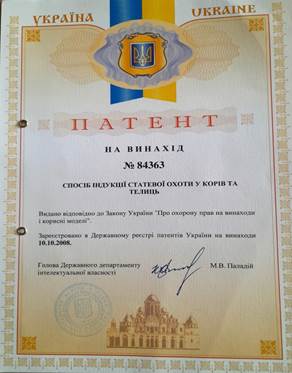 УКРАЇНА
UKRAINE
ПАТЕНТ
НА ВИНАХІД
№ 84363
СПОСІБ ІНДУКЦІЇ СТАТЕВОЇ ОХОТИ У КОРІВ ТА
ТЕЛИЦЬ
Видано відповідно до Закону України "Про охорону прав на винаходи
і корисні моделі".
Зареєстровано в Державному реєстрі патентів України на винаходи
10.10.2008.
Голова Державного департаменту
інтелектуальної власності
М.В. Паладій